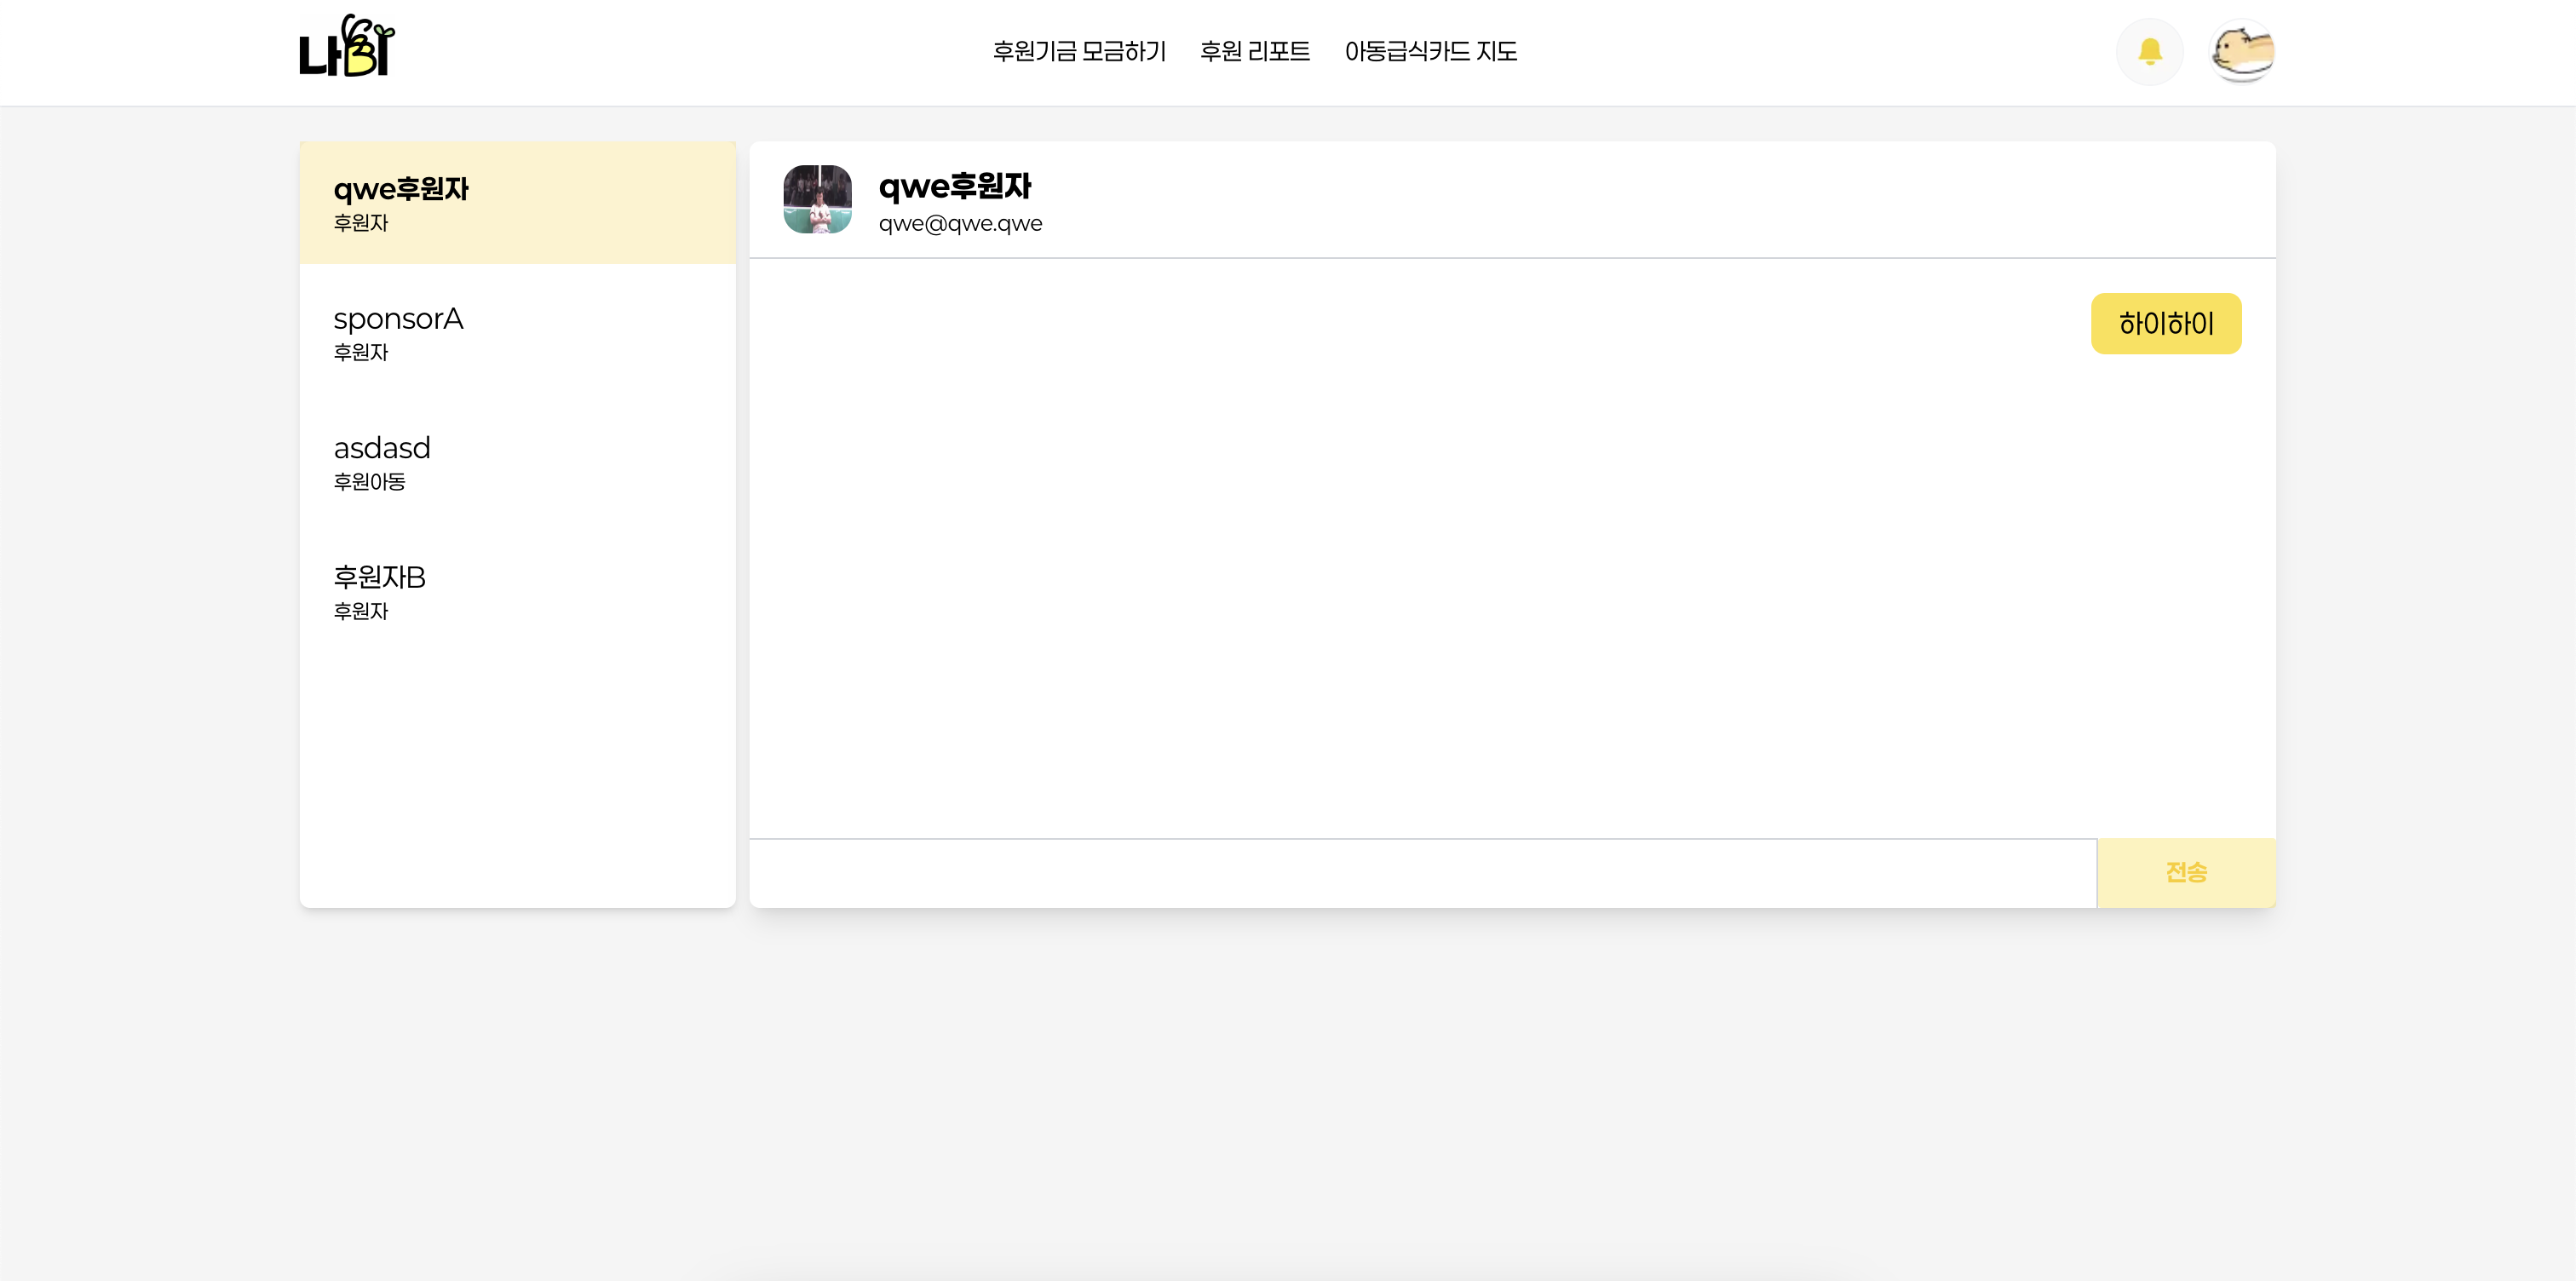 나BI
후원기금 모금하기 후원 리포트 아동급식카드 지도
qwe후원자
후원자
sponsorA
후원자
asdasd
후원아동
후원자B
후원자
qwe후원자
qwe@qwe.qwe
하이하이
전송